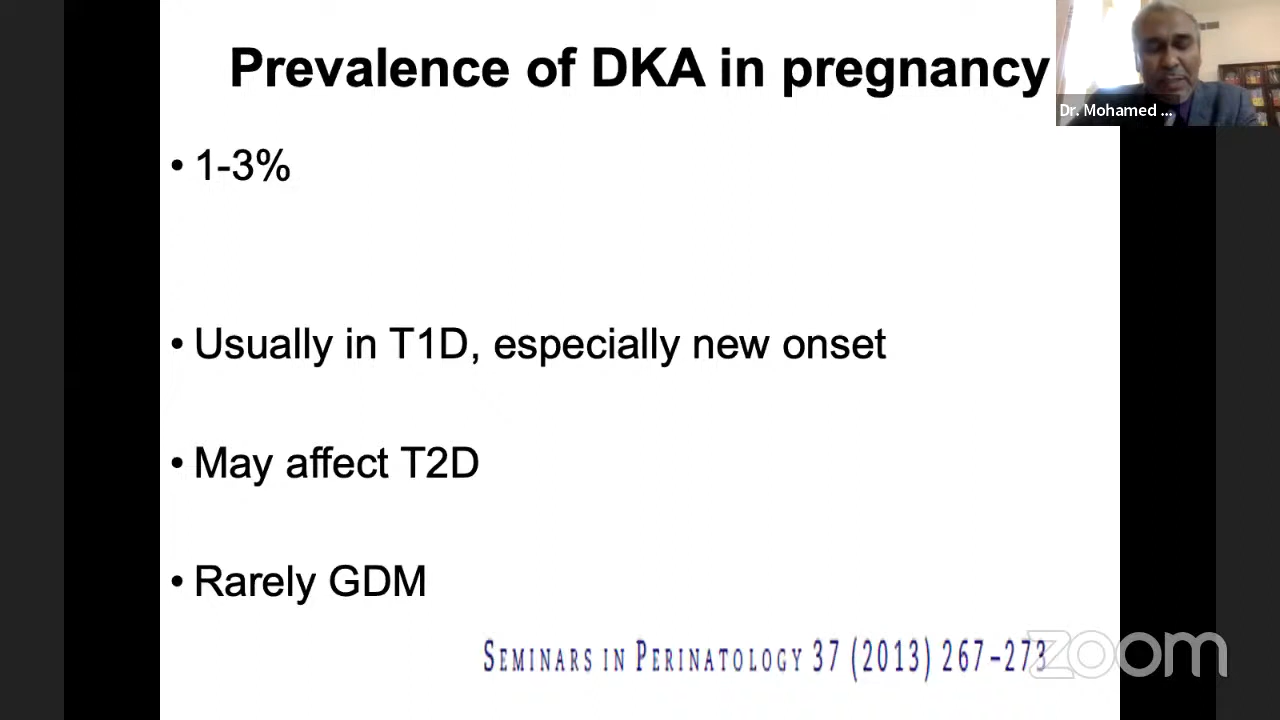 Prevalence of DKA in pregnancy
Dr. Mohamed ...
• 1-3%
• Usually in T1D, especially new onset
• May affect T2D
• Rarely GDM
SEMINARS IN PERINATOLOGY 37 (2013) 267–273
zoom